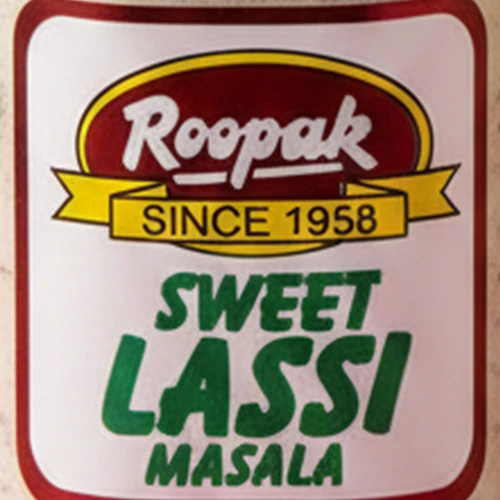 Roopak
SINCE 1958
SWEET
LASSI
MASALA